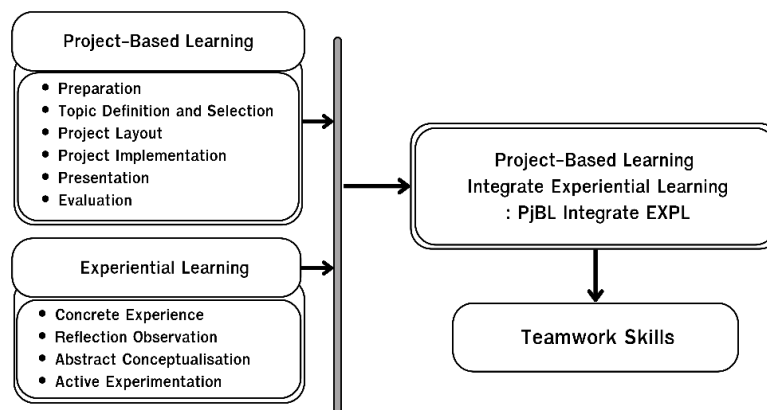 Project-Based Learning
• Preparation
• Topic Definition and Selection
• Project Layout
• Project Implementation
• Presentation
• Evaluation
Experiential Learning
• Concrete Experience
• Reflection Observation
• Abstract Conceptualisation
• Active Experimentation
Project-Based Learning
Integrate Experiential Learning
: PjBL Integrate EXPL
Teamwork Skills